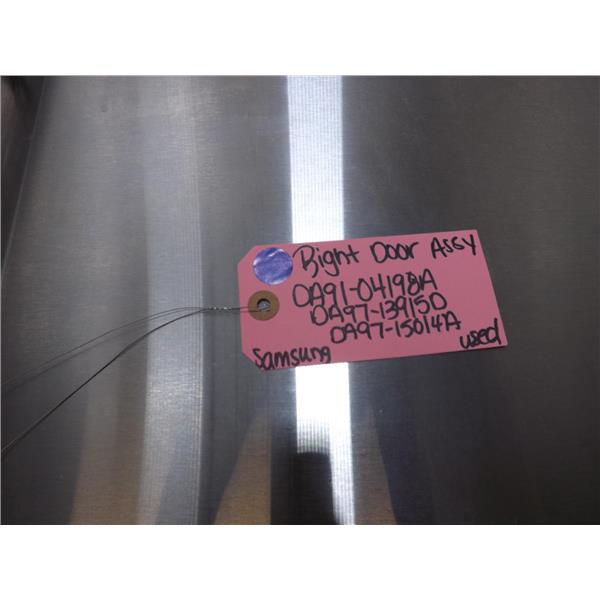 Right Door Assy
DA91-04198A
DA97-13915D
DA97-15014A
Samsung used